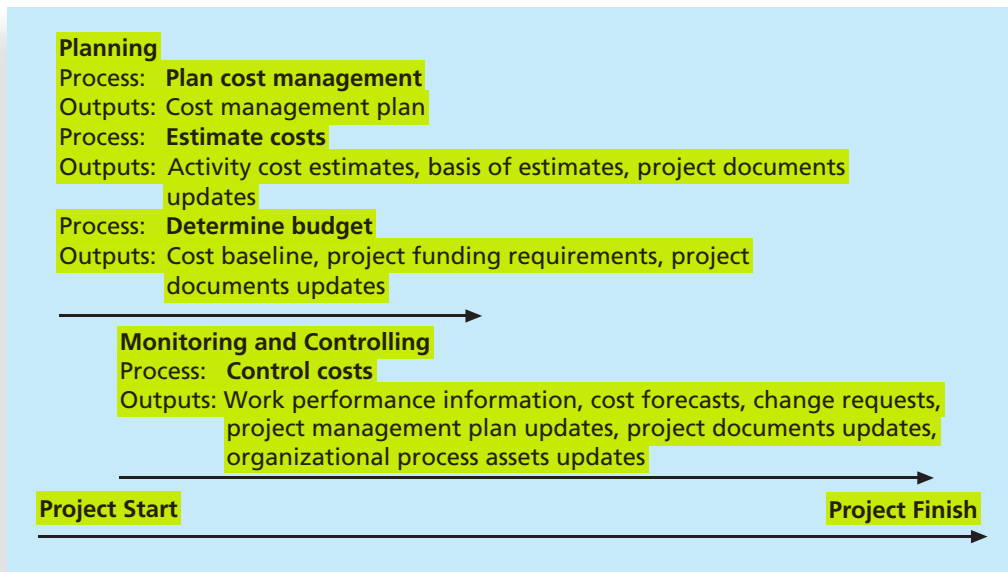 Planning
Process: Plan cost management
Outputs: Cost management plan
Process: Estimate costs
Outputs: Activity cost estimates, basis of estimates, project documents
updates
Process: Determine budget
Outputs: Cost baseline, project funding requirements, project
documents updates
Monitoring and Controlling
Process: Control costs
Outputs: Work performance information, cost forecasts, change requests,
project management plan updates, project documents updates,
organizational process assets updates
Project Start Project Finish